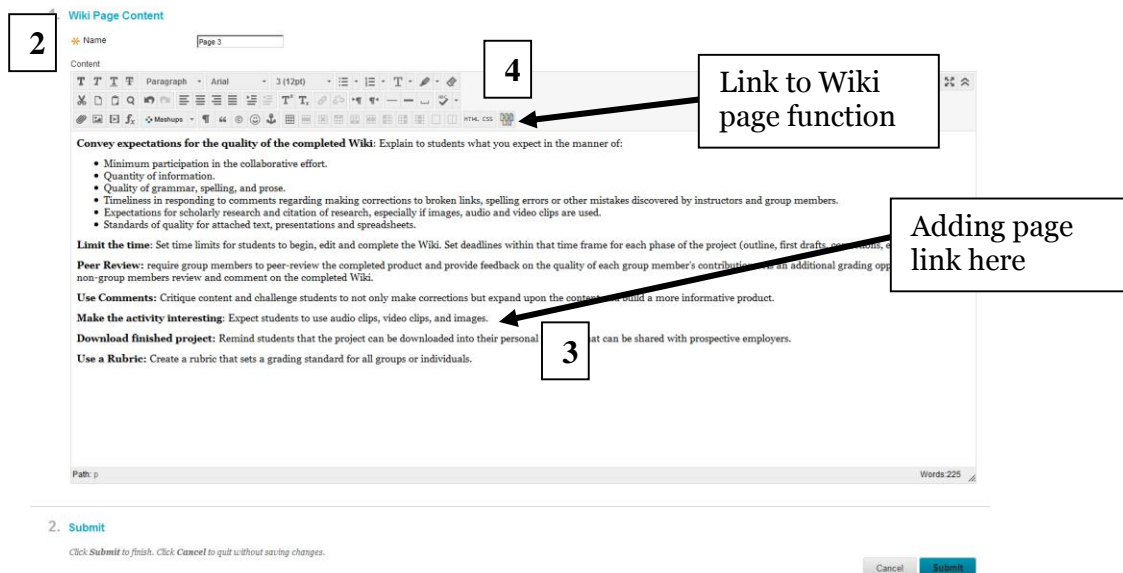 Wiki Page Content
2
Name
Page 3
Content
4
Link to Wiki
page function
T T T T Paragraph Arial 3 (12pt) T
T T
fx Mashups HTML CSS
Convey expectations for the quality of the completed Wiki: Explain to students what you expect in the manner of:
• Minimum participation in the collaborative effort.
• Quantity of information.
• Quality of grammar, spelling, and prose.
• Timeliness in responding to comments regarding making corrections to broken links, spelling errors or other mistakes discovered by instructors and group members.
• Expectations for scholarly research and citation of research, especially if images, audio and video clips are used.
• Standards of quality for attached text, presentations and spreadsheets.
Adding page
link here
Limit the time: Set time limits for students to begin, edit and complete the Wiki. Set deadlines within that time frame for each phase of the project (outline, first drafts,
Peer Review: require group members to peer-review the completed product and provide feedback on the quality of each group member's an additional grading
non-group members review and comment on the completed Wiki.
Use Comments: Critique content and challenge students to not only make corrections but expand upon the build a more informative product.
Make the activity interesting: Expect students to use audio clips, video clips, and images.
3
Download finished project: Remind students that the project can be downloaded into their personal can be shared with prospective employers.
Use a Rubric: Create a rubric that sets a grading standard for all groups or individuals.
Path: p Words:225
2. Submit
Click Submit to finish. Click Cancel to quit without saving changes.
Cancel Submit